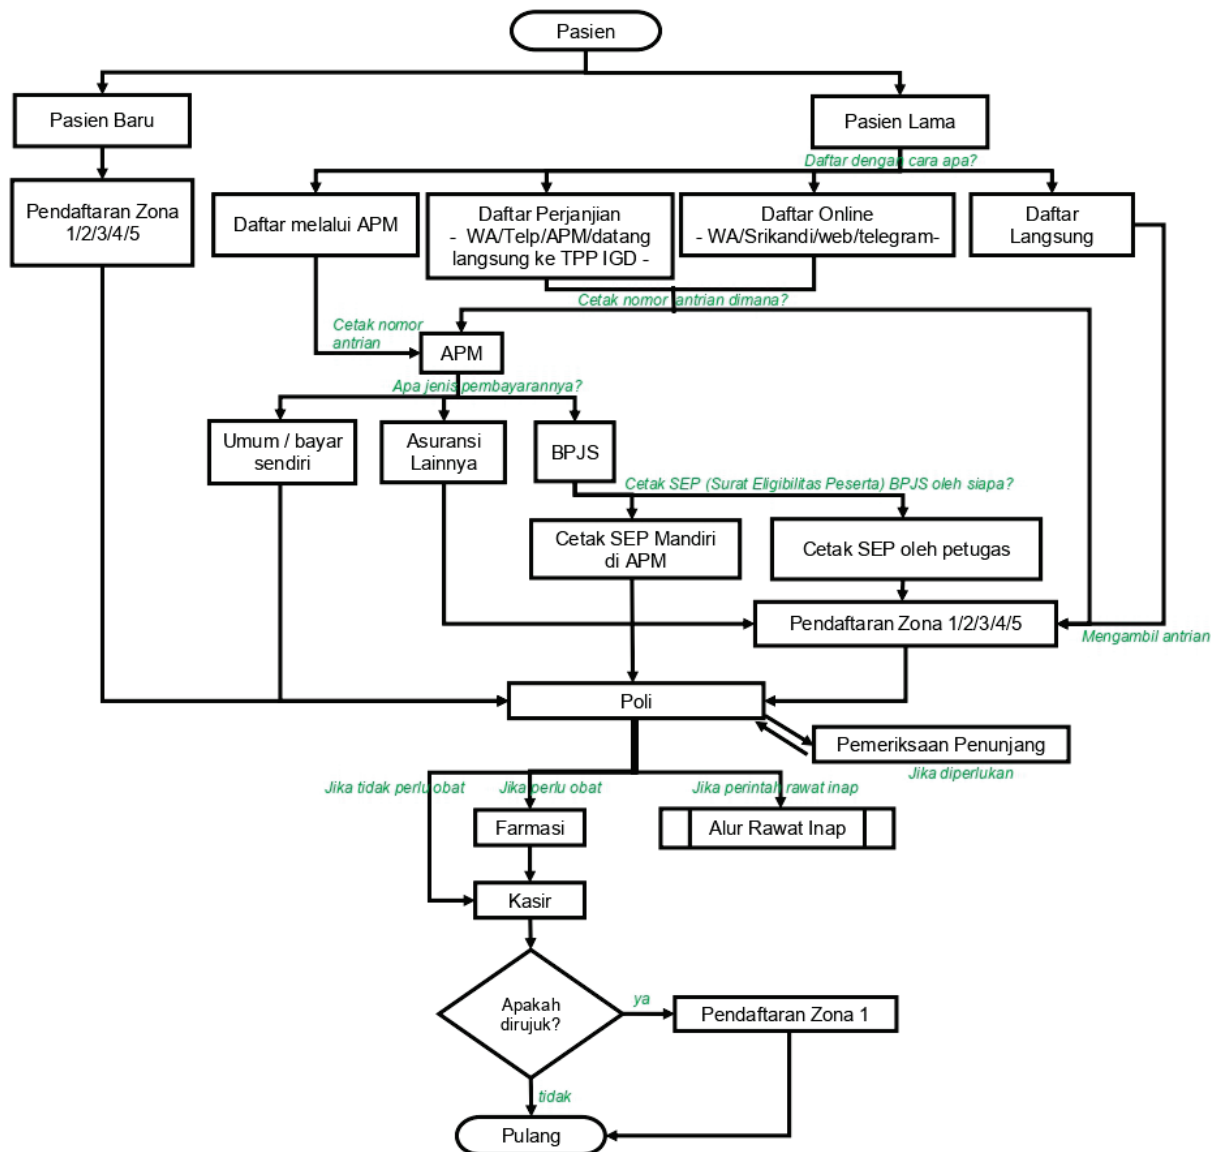 Pasien
Pasien Baru
Pasien Lama
Daftar dengan cara apa?
Pendaftaran Zona
1/2/3/4/5
Daftar melalui APM
Daftar Perjanjian
- WA/Telp/APM/datang
langsung ke TPP IGD -
Daftar Online
- WA/Srikandi/web/telegram-
Daftar
Langsung
Cetak nomor antrian dimana?
Cetak nomor
antrian
APM
Apa jenis pembayarannya?
Umum / bayar
sendiri
Asuransi
Lainnya
BPJS
Cetak SEP (Surat Eligibilitas Peserta) BPJS oleh siapa?
Cetak SEP Mandiri
di APM
Cetak SEP oleh petugas
Pendaftaran Zona 1/2/3/4/5
Mengambil antrian
Poli
Pemeriksaan Penunjang
Jika diperlukan
Jika tidak perlu obat
Jika perlu obat
Jika perintah rawat inap
Farmasi
Alur Rawat Inap
Kasir
Apakah
dirujuk?
ya
Pendaftaran Zona 1
tidak
Pulang